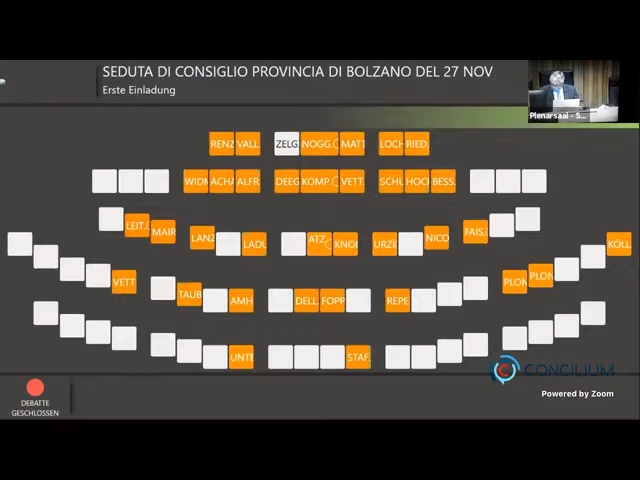 SEDUTA DI CONSIGLIO PROVINCIA DI BOLZANO DEL 27 NOV
Erste Einladung
Plenarsaal - S...
RENZ VALL. ZELG NOGG. MATT LOCH RIED.
WIDM ACHA ALFR. DEEG KOMP. VETT. SCHU HOCH BESS.
LEIT. MAIR LANZ LADU ATZ KNOL URZI NICO FAIS. KÖLL
VETT. TAUB AMH DELL. FOPP REPE. PLON PLON
UNTE STAF.
CONCILIUM
DEBATTE
GESCHLOSSEN
Powered by Zoom